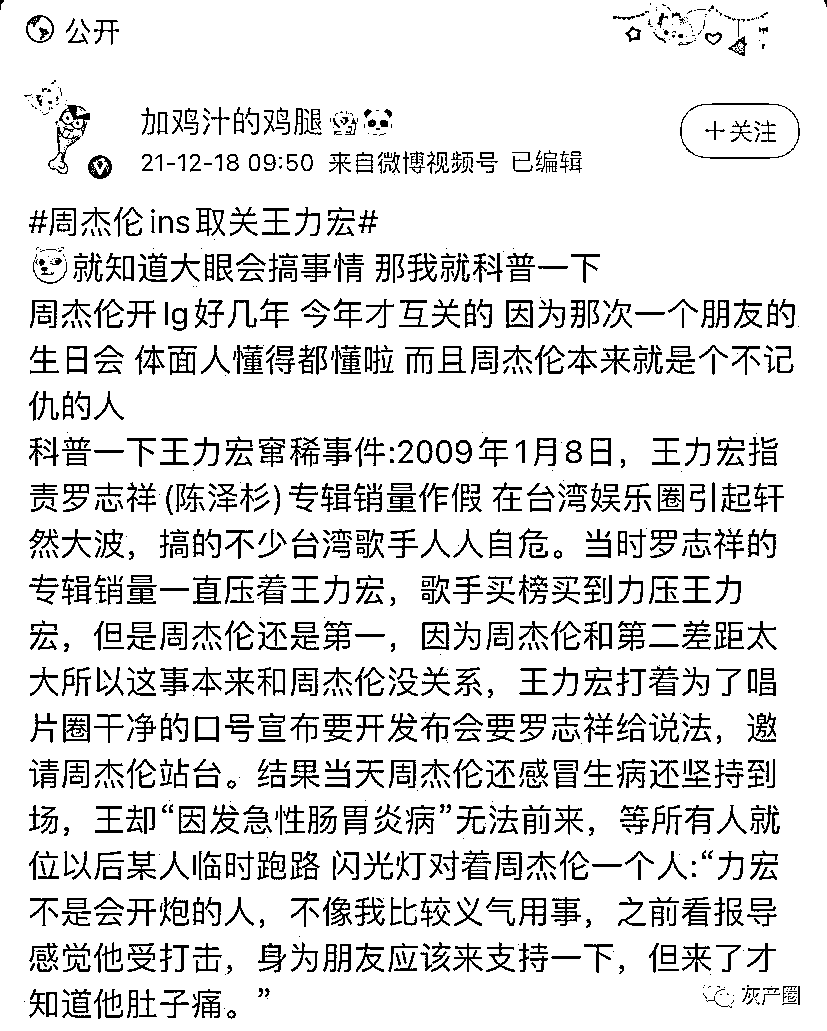 公开
加鸡汁的鸡腿
+关注
21-12-18 09:50 来自微博视频号 已编辑
#周杰伦ins取关王力宏#
就知道大眼会搞事情 那我就科普一下
周杰伦开Ig好几年 今年才互关的 因为那次一个朋友的
生日会 体面人懂得都懂啦 而且周杰伦本来就是个不记
仇的人
科普一下王力宏窜稀事件:2009年1月8日，王力宏指
责罗志祥(陈泽杉)专辑销量作假 在台湾娱乐圈引起轩
然大波，搞的不少台湾歌手人人自危。当时罗志祥的
专辑销量一直压着王力宏，歌手买榜买到力压王力
宏，但是周杰伦还是第一，因为周杰伦和第二差距太
大所以这事本来和周杰伦没关系，王力宏打着为了唱
片圈干净的口号宣布要开发布会要罗志祥给说法，邀
请周杰伦站台。结果当天周杰伦还感冒生病还坚持到
场，王却“因发急性肠胃炎病”无法前来，等所有人就
位以后某人临时跑路 闪光灯对着周杰伦一个人:“力宏
不是会开炮的人，不像我比较义气用事，之前看报导
感觉他受打击，身为朋友应该来支持一下，但来了才
知道他肚子痛。”
灰产圈